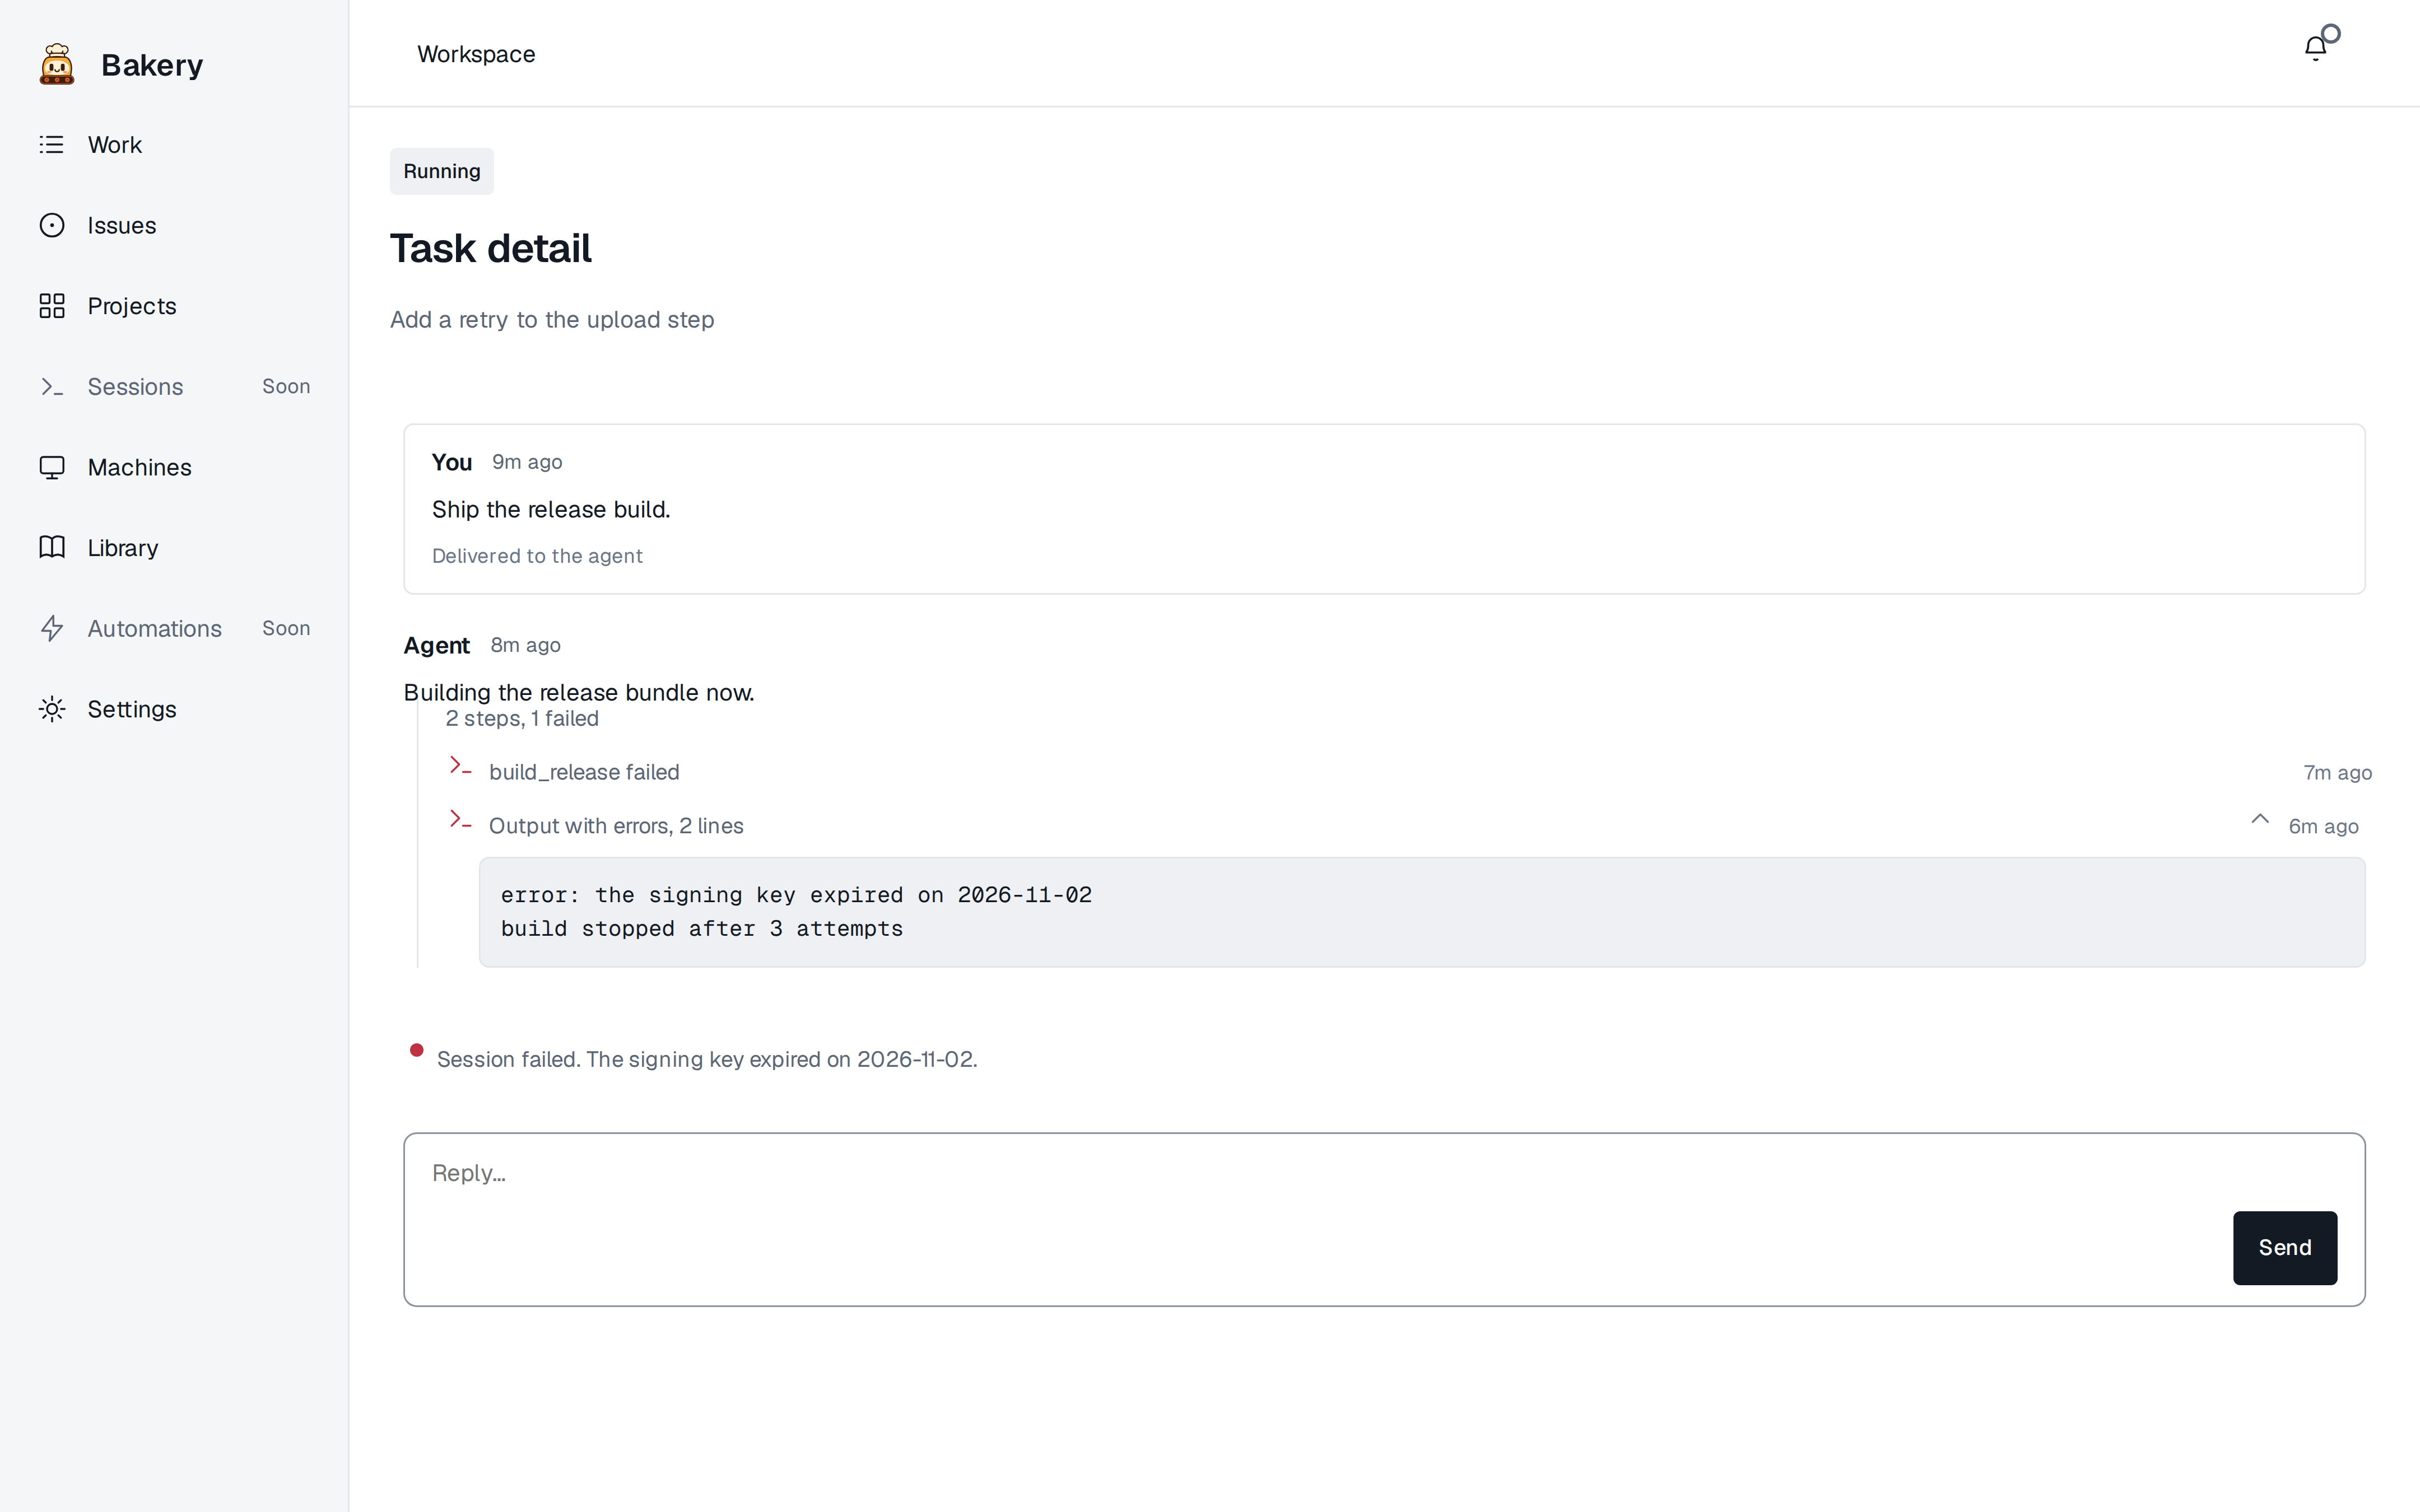 Bakery
Work
Issues
Projects
Sessions Soon
Machines
Library
Automations Soon
Settings
Workspace
Running
Task detail
Add a retry to the upload step
You 9m ago
Ship the release build.
Delivered to the agent
Agent 8m ago
Building the release bundle now.
2 steps, 1 failed
build_release failed 7m ago
Output with errors, 2 lines 6m ago
error: the signing key expired on 2026-11-02
build stopped after 3 attempts
Session failed. The signing key expired on 2026-11-02.
Reply…
Send